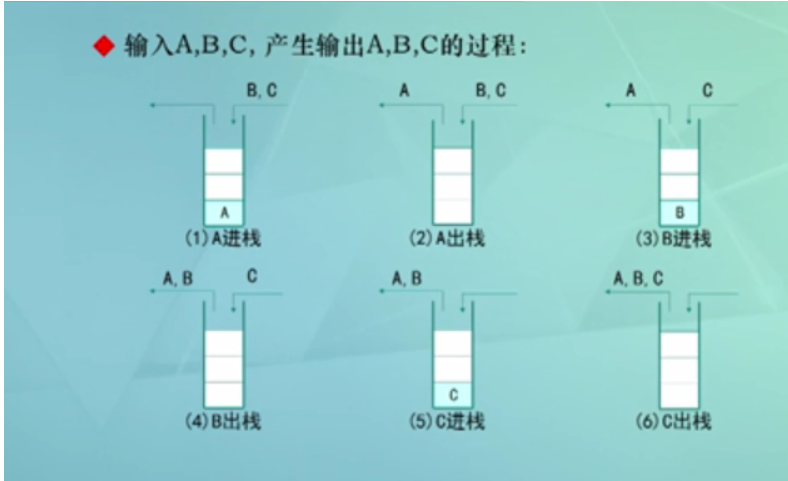 输入A,B,C, 产生输出A,B,C的过程:
B, C
A
(1)A进栈
A
B, C
(2)A出栈
A
C
B
(3)B进栈
A, B
C
(4)B出栈
A, B
C
(5)C进栈
A, B, C
(6)C出栈